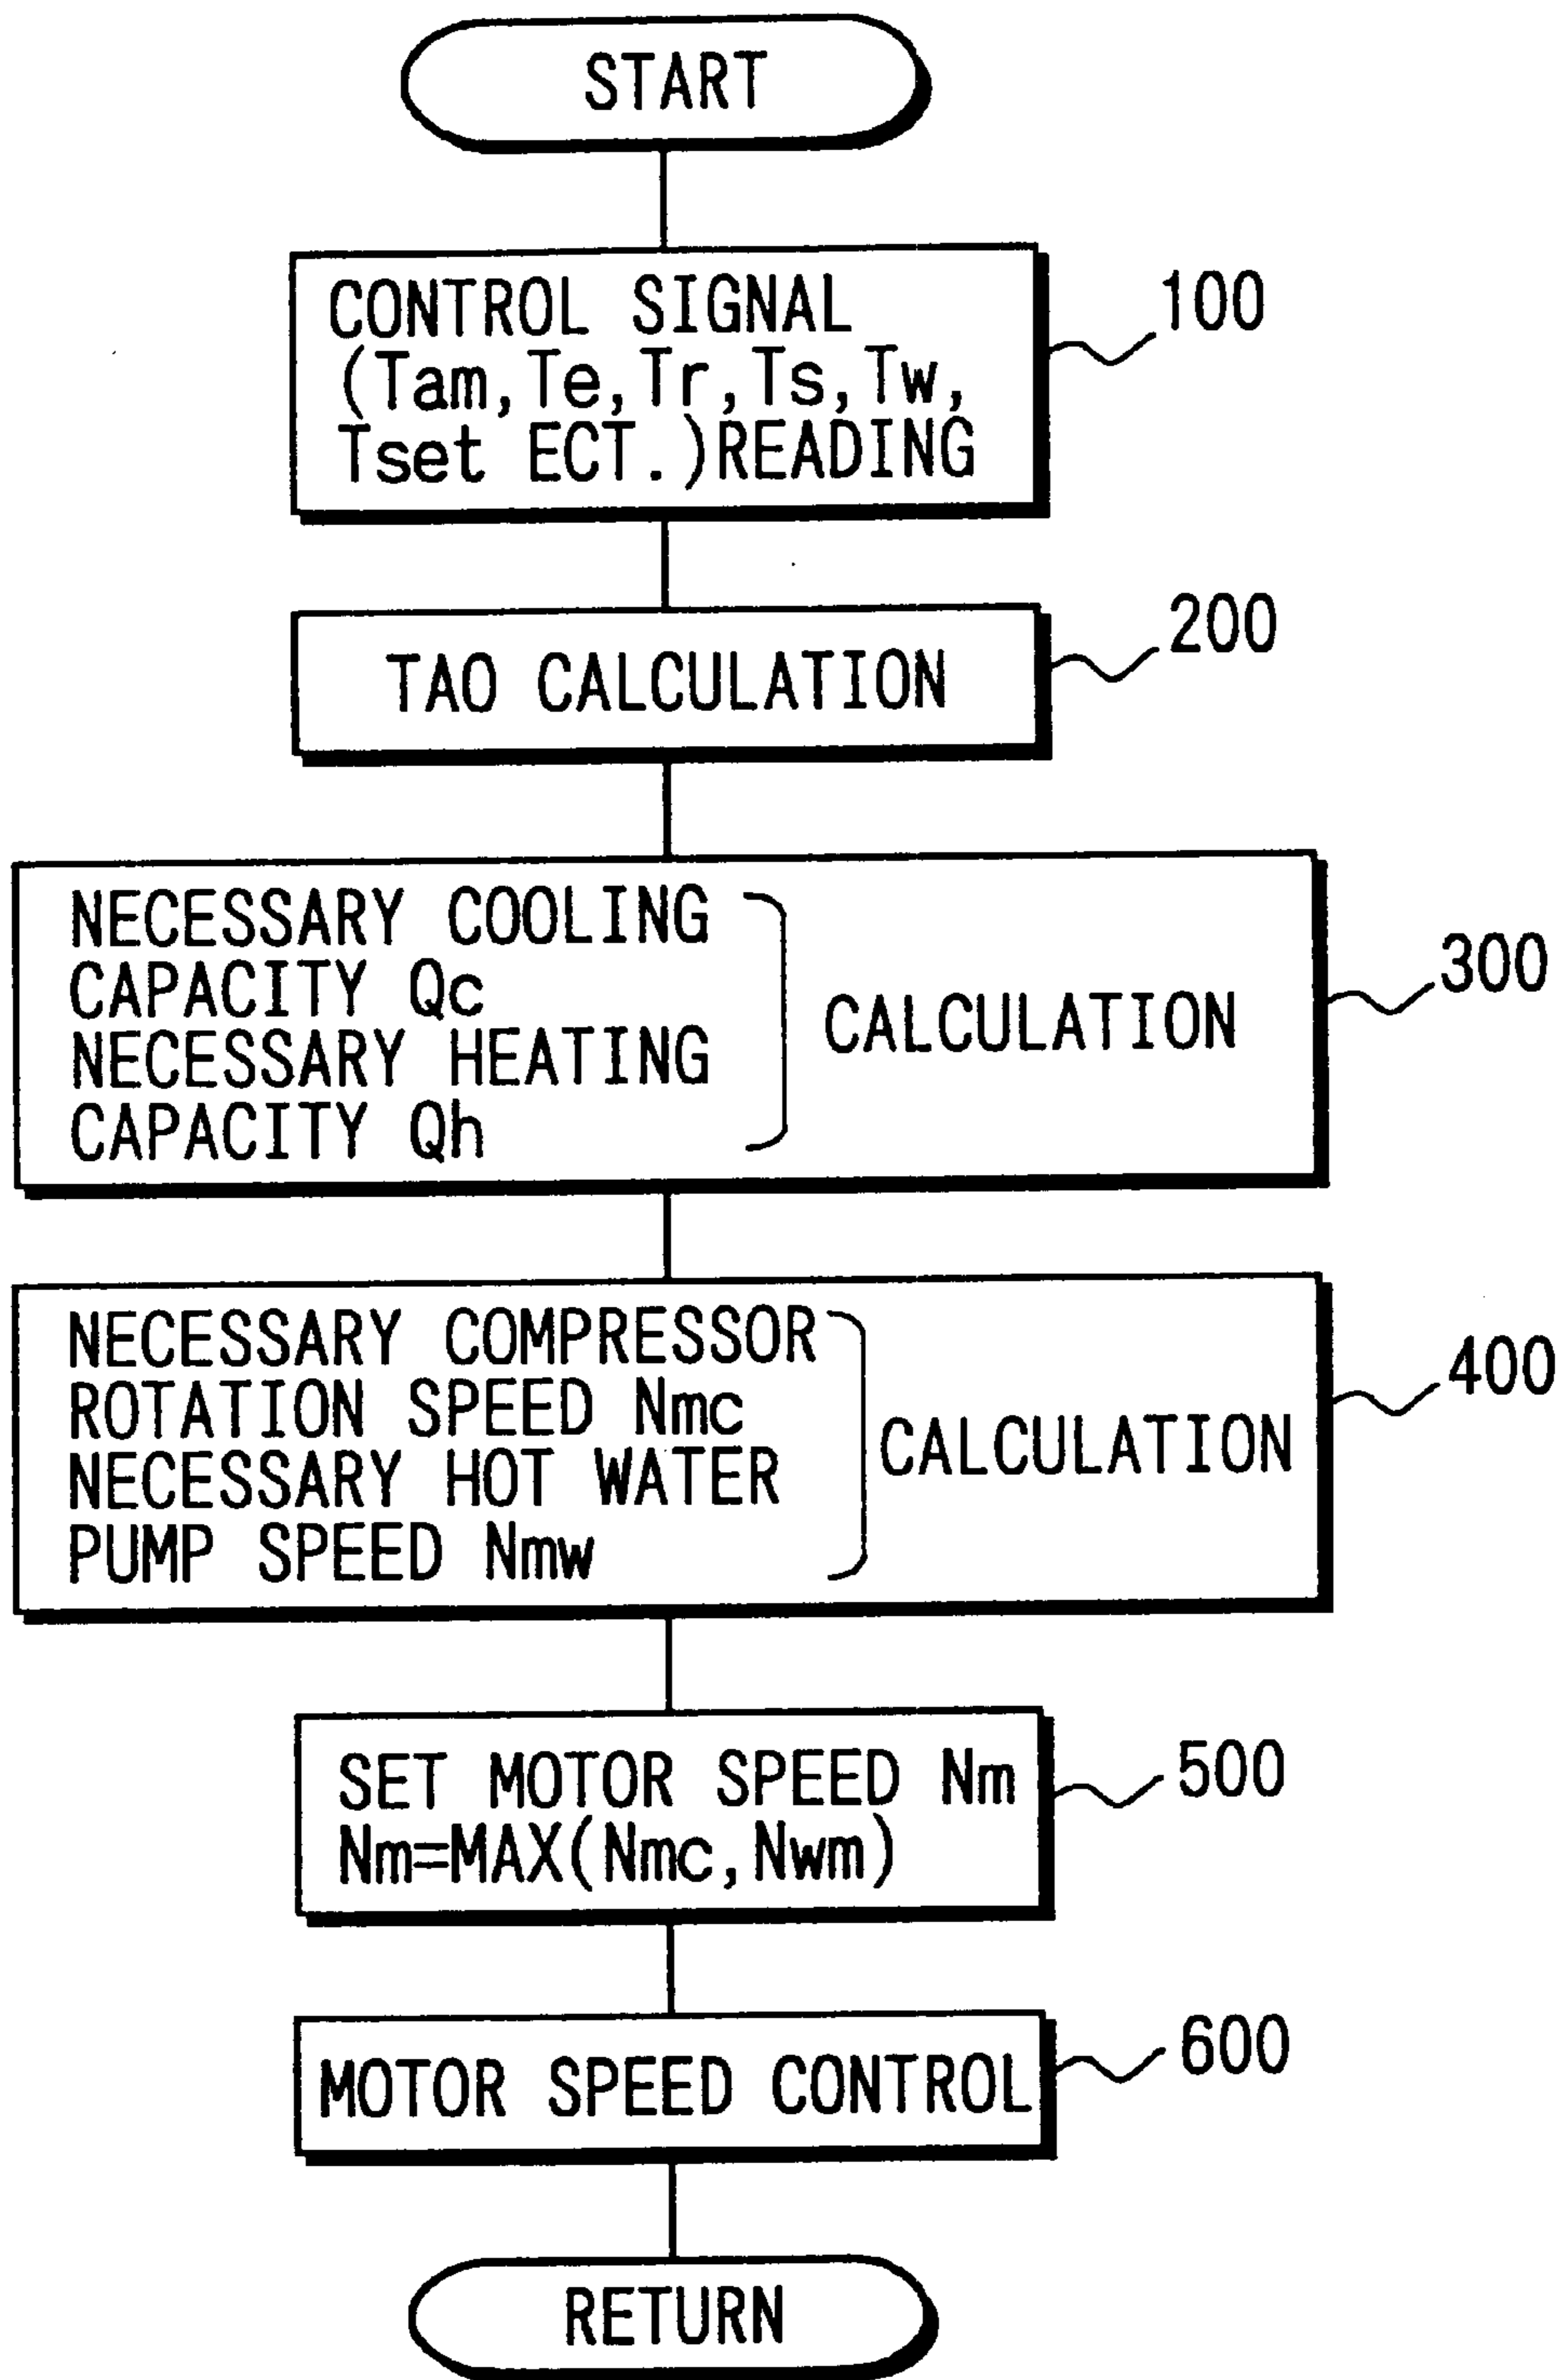 START
CONTROL SIGNAL
(Tam,Te,Tr,Ts,Tw,
Tset ECT.)READING
100
TAO CALCULATION
200
NECESSARY COOLING
CAPACITY Qc
NECESSARY HEATING
CAPACITY Qh
CALCULATION
300
NECESSARY COMPRESSOR
ROTATION SPEED Nmc
NECESSARY HOT WATER
PUMP SPEED Nmw
CALCULATION
400
SET MOTOR SPEED Nm
Nm=MAX(Nmc,Nwm)
500
MOTOR SPEED CONTROL
600
RETURN